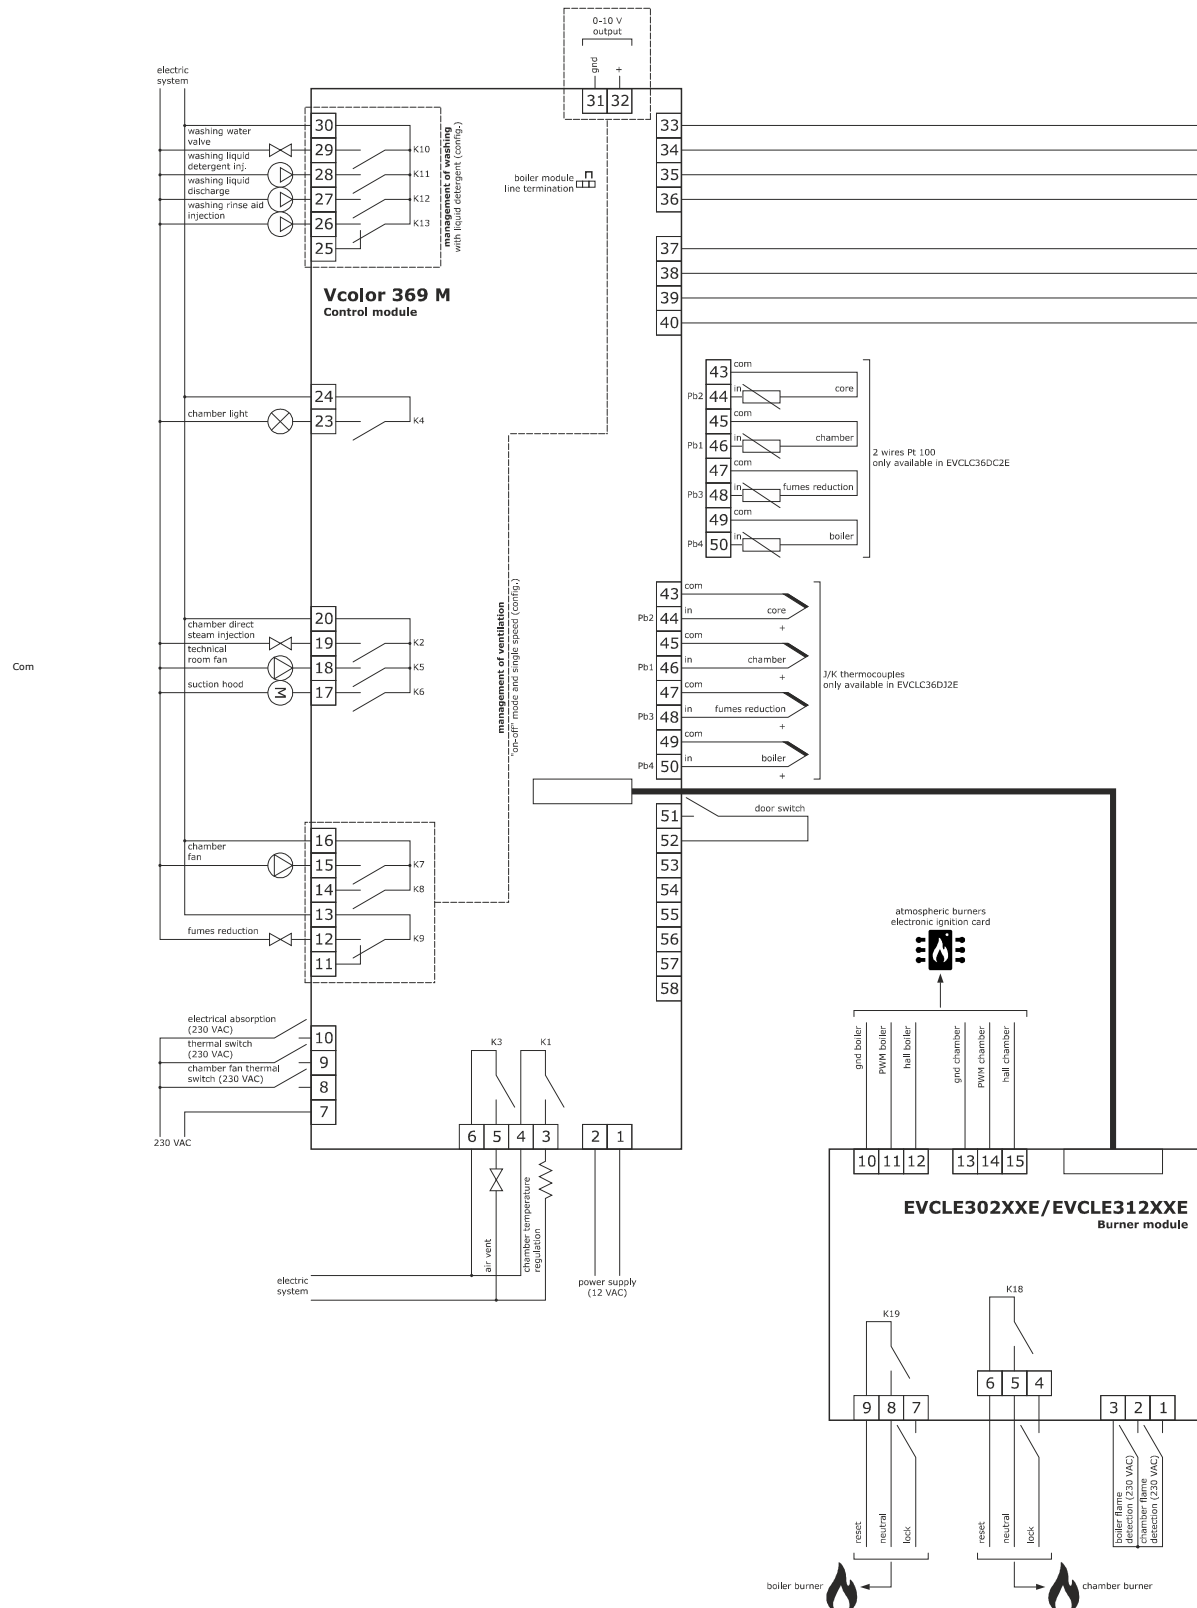 0-10 V
output
gnd
+
31 32
electric
system
30
washing water
valve
29
K10
washing liquid
detergent inj.
28
K11
washing liquid
discharge
27
K12
washing rinse aid
injection
26
K13
25
management of washing
with liquid detergent (config.)
boiler module
line termination
33
34
35
36
37
38
39
40
Vcolor 369 M
Control module
24
chamber light
23
K4
43 com
Pb2 44 in core
45 com
Pb1 46 in chamber
47 com
Pb3 48 in fumes reduction
49 com
Pb4 50 in boiler
2 wires Pt 100
only available in EVCLC36DC2E
Com
20
chamber direct
steam injection
19
K2
technical
room fan
18
K5
suction hood
17
K6
management of ventilation
"on-off" mode and single speed (config.)
43 com
Pb2 44 in core
+
45 com
Pb1 46 in chamber
+
47 com
Pb3 48 in fumes reduction
+
49 com
Pb4 50 in boiler
+
J/K thermocouples
only available in EVCLC36DJ2E
51 door switch
52
53
54
55
56
57
58
16
chamber
fan
15
K7
14
K8
13
fumes reduction
12
K9
11
electrical absorption
(230 VAC)
10
thermal switch
(230 VAC)
9
chamber fan thermal
switch (230 VAC)
8
7
230 VAC
K3 K1
6 5 4 3 2 1
air vent
chamber temperature
regulation
electric
system
power supply
(12 VAC)
atmospheric burners
electronic ignition card
gnd boiler
PWM boiler
hall boiler
gnd chamber
PWM chamber
hall chamber
10 11 12 13 14 15
EVCLE302XXE/EVCLE312XXE
Burner module
K18
K19
6 5 4
9 8 7
3 2 1
reset
neutral
lock
reset
neutral
lock
boiler flame
detection (230 VAC)
chamber flame
detection (230 VAC)
boiler burner
chamber burner
M